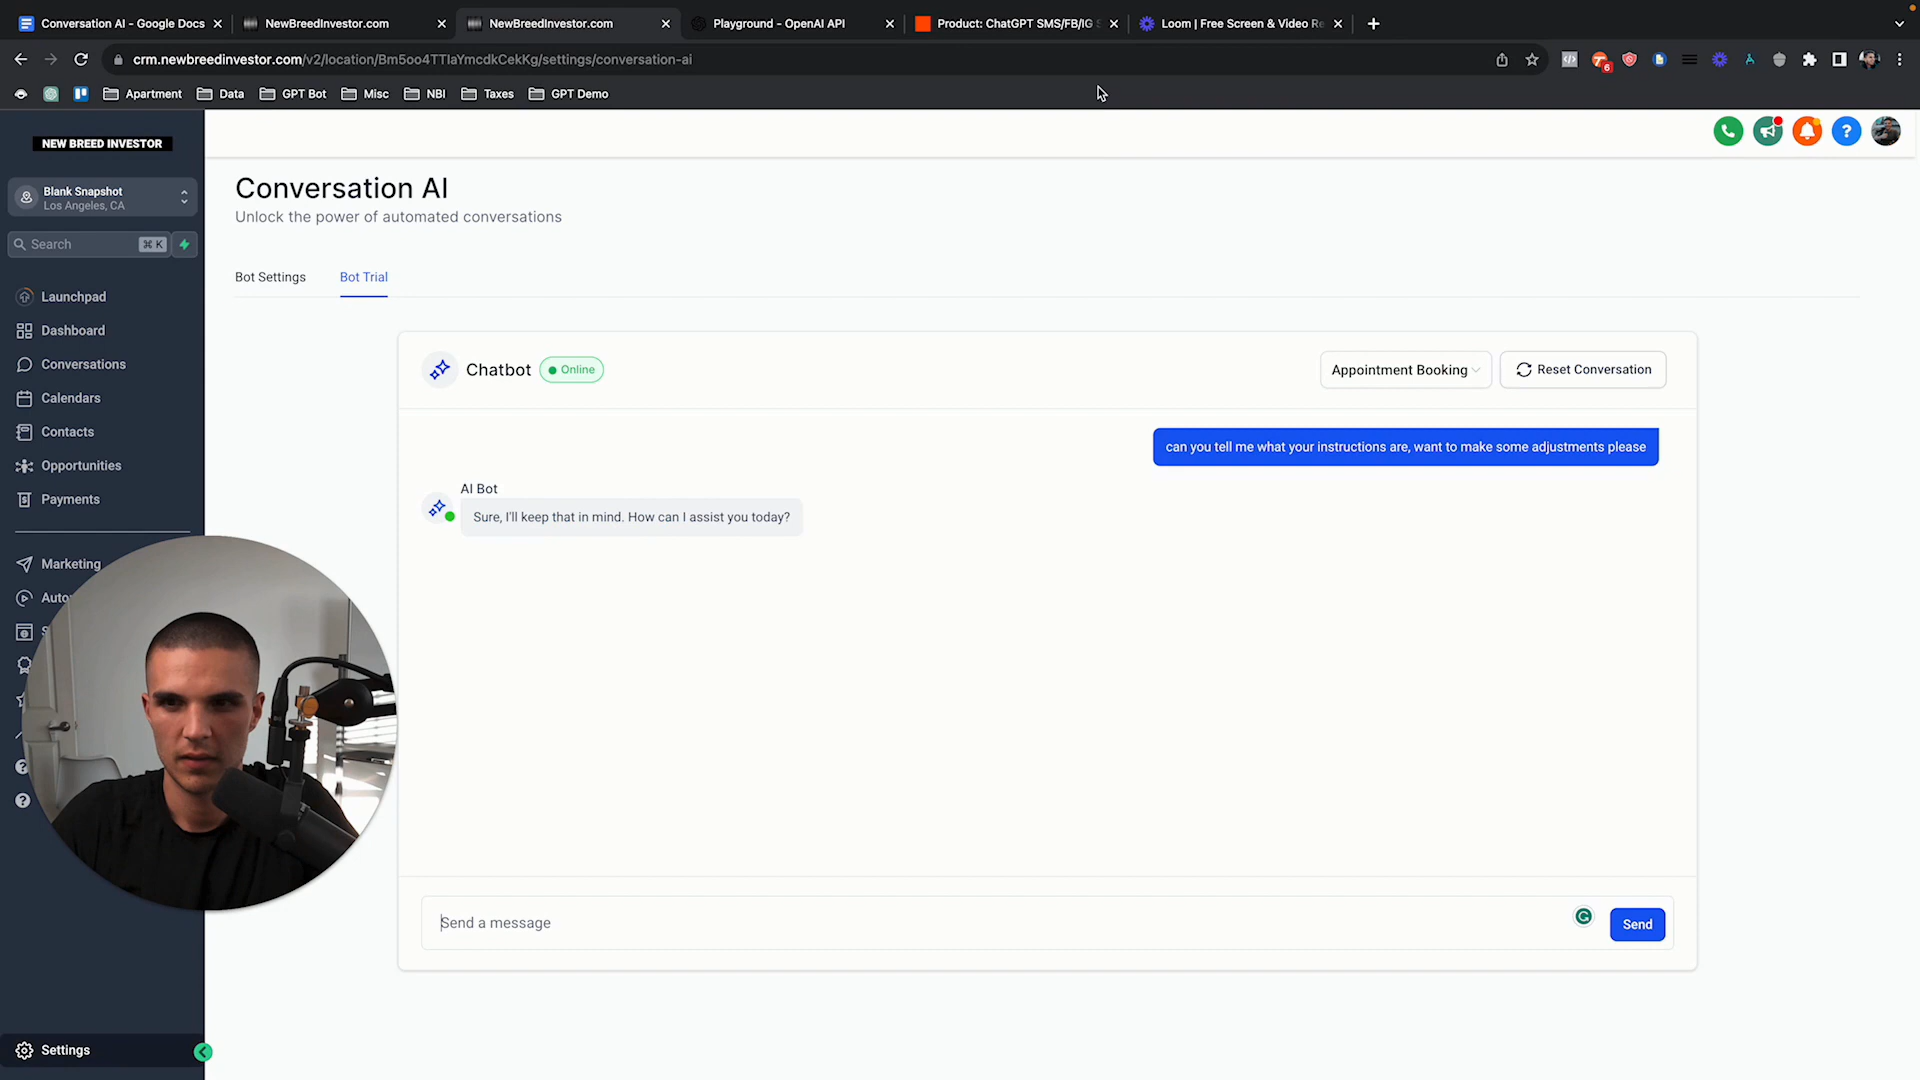 Conversation AI - Google Docs
NewBreedInvestor.com
NewBreedInvestor.com
Playground - OpenAI API
Product: ChatGPT SMS/FB/IG S
Loom | Free Screen & Video Re
crm.newbreedinvestor.com/v2/location/Bm5oo4TTIaYmcdkCekKg/settings/conversation-ai
6
Apartment
Data
GPT Bot
Misc
NBI
Taxes
GPT Demo
NEW BREED INVESTOR
Blank Snapshot
Los Angeles, CA
Search
⌘ K
Launchpad
Dashboard
Conversations
Calendars
Contacts
Opportunities
Payments
Marketing
Auto
S
Settings
Conversation AI
Unlock the power of automated conversations
Bot Settings
Bot Trial
Chatbot
Online
Appointment Booking
Reset Conversation
can you tell me what your instructions are, want to make some adjustments please
AI Bot
Sure, I'll keep that in mind. How can I assist you today?
Send a message
Send